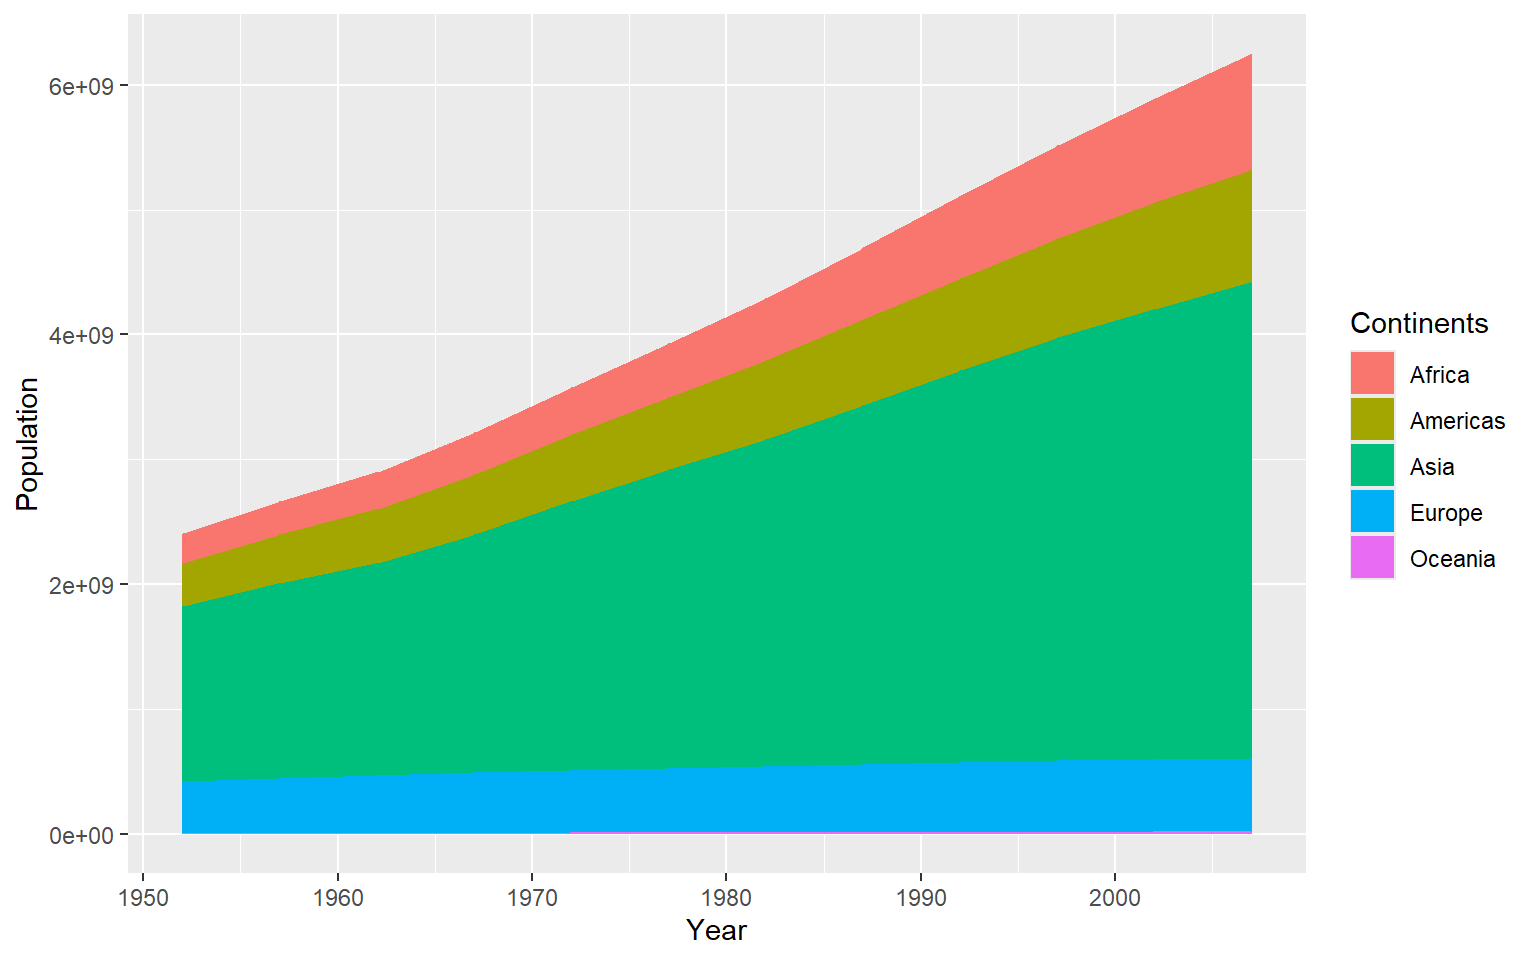 6e+09
4e+09
2e+09
0e+00
Population
1950 1960 1970 1980 1990 2000
Year
Continents
Africa
Americas
Asia
Europe
Oceania